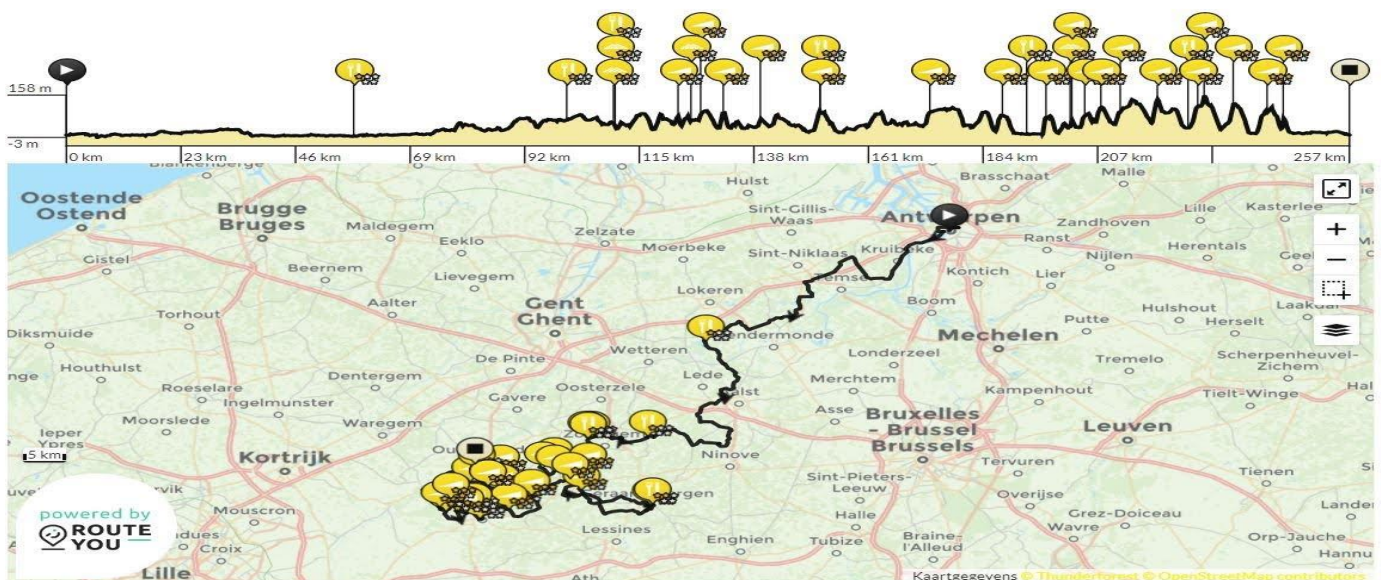 158 m
-3 m
0 km 23 km 46 km 69 km 92 km 115 km 138 km 161 km 184 km 207 km 257 km
Blankenberge
Hulst
Brasschaat
Malle
Oostende
Ostend
Brugge
Bruges
Maldegem
Eeklo
Zelzate
Sint-Gillis-
Waas
Zandhoven
Lille
Kasterlee
Gistel
Beernem
Lievegem
Moerbeke
Sint-Niklaas
Kruibeke
Ranst
Nijlen
Herentals
Geel
Kontich
Lier
Aalter
Lokeren
Torhout
Gent
Ghent
Boom
Mechelen
Putte
Hulshout
Herselt
Diksmuide
De Pinte
Wetteren
Londerzeel
Tremelo
Scherpenheuvel-
Zichem
Houthulst
Roeselare
Dentergem
Oosterzele
Lede
Merchtem
Kampenhout
Ingelmunster
Gavere
Tielt-Winge
Moorslede
Waregem
Asse
Bruxelles
- Brussel
Brussels
Leuven
Ieper
Ypres
5 km
Kortrijk
Ninove
Tervuren
Tienen
Sint-Pieters-
Leeuw
Overijse
Mouscron
Lessines
Halle
Grez-Doiceau
Wavre
Croix
Enghien
Tubize
Braine-
l'Alleud
Orp-Jauche
Lille
Ath
powered by
ROUTE
YOU
Kaartgegevens © Thunderforest © OpenStreetMap contributors